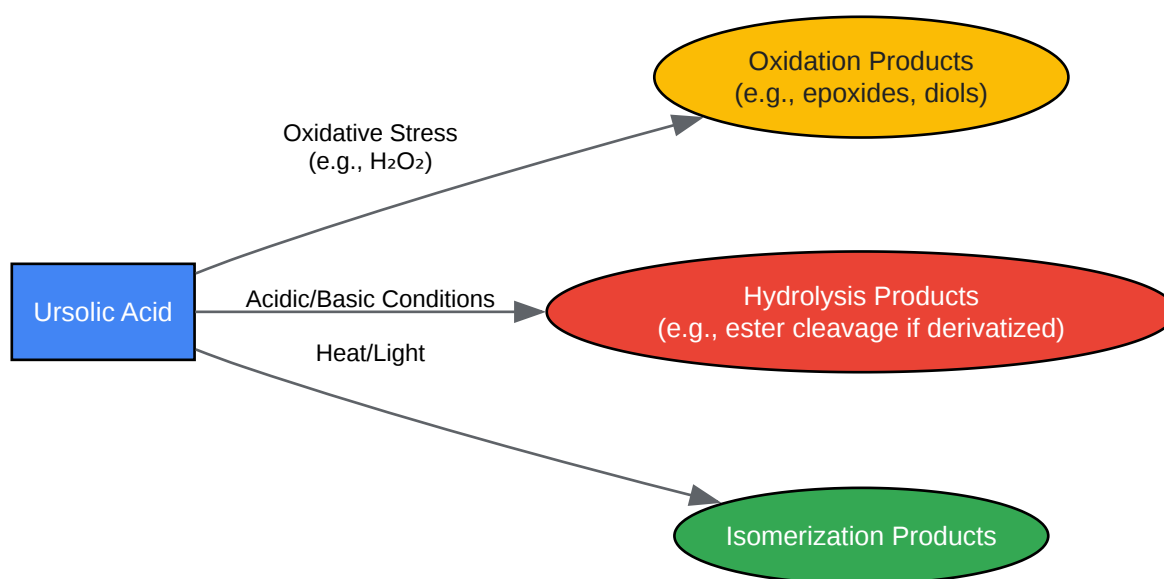 Oxidation Products
(e.g., epoxides, diols)
Oxidative Stress
(e.g., H₂O₂)
Ursolic Acid
Acidic/Basic Conditions
Hydrolysis Products
(e.g., ester cleavage if derivatized)
Heat/Light
Isomerization Products